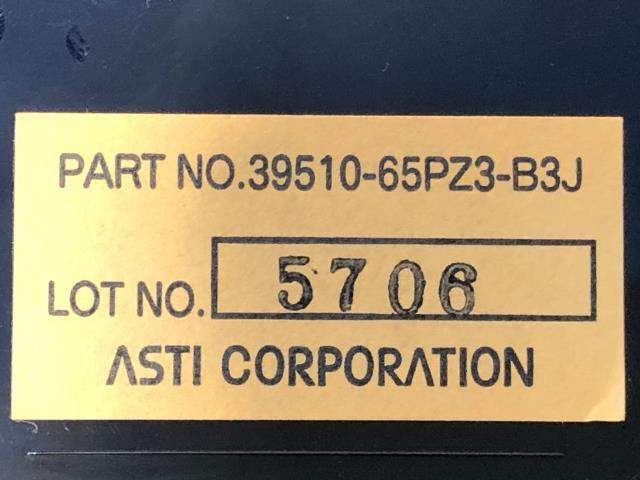 PART NO.39510-65PZ3-B3J
LOT NO. 5706
ASTI CORPORATION